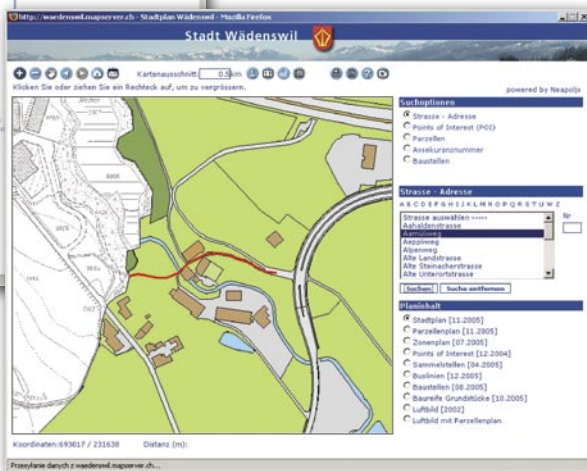 http://waedenswil.mapserver.ch - Stadtplan Wädenswil - Mozilla Firefox
Stadt Wädenswil
Kartenausschnitt: 0.5 km
Klicken Sie oder ziehen Sie ein Rechteck auf, um zu vergrössern.
powered by Neapoljs
Suchoptionen
Strasse - Adresse
Points of Interest (POI)
Parzellen
Assekuranznummer
Baustellen
Strasse - Adresse
A B C D E F G H I J K L M N O P Q R S T U W Z
Strasse auswählen
Nr
Aahaldenstrasse
Aamüliweg
Aeppliweg
Alpenweg
Alte Landstrasse
Alte Steinacherstrasse
Alte Unterortstrasse
suchen Suche entfernen
Planinhalt
Stadtplan [11.2005]
Parzellenplan [11.2005]
Zonenplan [07.2005]
Points of Interest [12.2004]
Sammelstellen [04.2005]
Buslinien [12.2005]
Baustellen [08.2005]
Baureife Grundstücke [10.2005]
Luftbild [2002]
Luftbild mit Parzellenplan
Koordinaten: 693017 / 231638 Distanz (m):
Przesyłanie danych z waedenswil.mapserver.ch...